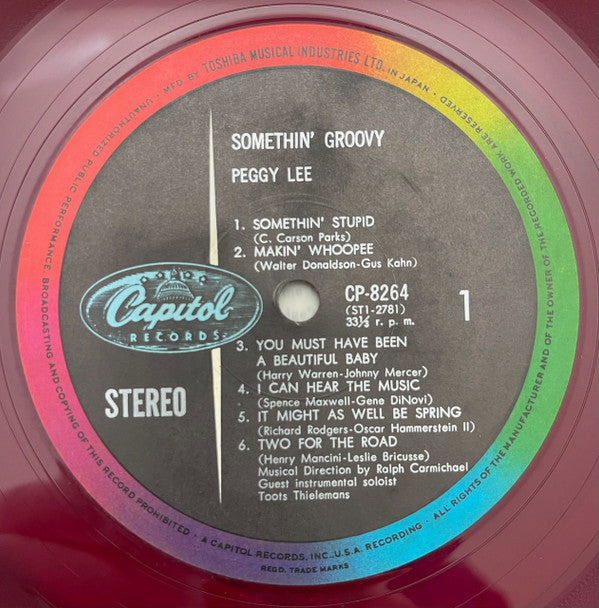 MFD. BY TOSHIBA MUSICAL INDUSTRIES LTD. IN JAPAN · ALL RIGHTS OF THE MANUFACTURER AND OF THE OWNER OF THE RECORDED WORK ARE RESERVED
UNAUTHORIZED PUBLIC PERFORMANCE, BROADCASTING AND COPYING OF THIS RECORD PROHIBITED ·
SOMETHIN' GROOVY
PEGGY LEE
1. SOMETHIN' STUPID
(C. Carson Parks)
2. MAKIN' WHOOPEE
(Walter Donaldson-Gus Kahn)
Capitol
RECORDS
CP-8264
(ST1-2781)
33⅓ r. p. m.
1
STEREO
3. YOU MUST HAVE BEEN
A BEAUTIFUL BABY
(Harry Warren-Johnny Mercer)
4. I CAN HEAR THE MUSIC
(Spence Maxwell-Gene DiNovi)
5. IT MIGHT AS WELL BE SPRING
(Richard Rodgers-Oscar Hammerstein II)
6. TWO FOR THE ROAD
(Henry Mancini-Leslie Bricusse)
Musical Direction by Ralph Carmichael
Guest instrumental soloist
Toots Thielemans
· A CAPITOL RECORDS, INC., U.S.A. RECORDING ·
REGD. TRADE MARKS